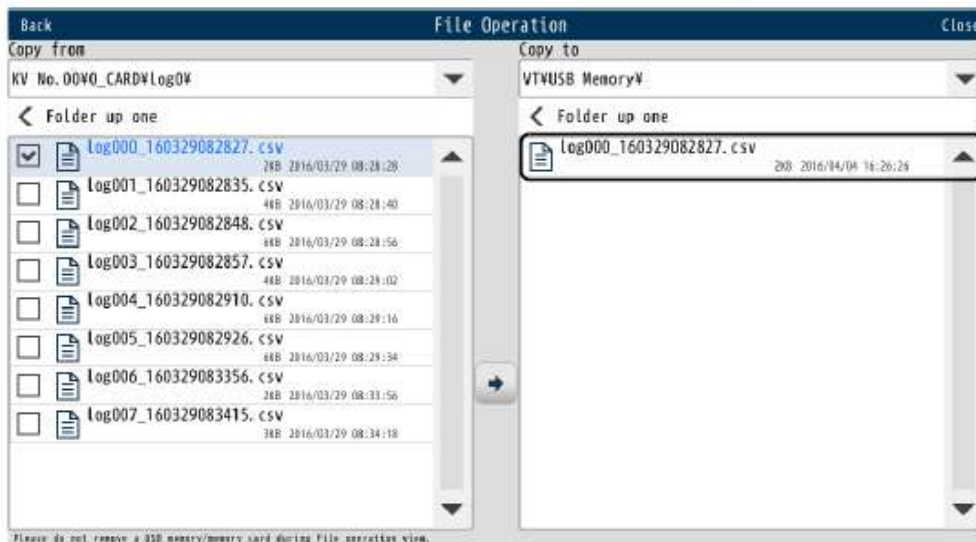 Back File Operation Close
Copy from Copy to
KV No.00¥0_CARD¥log0¥ VT¥USB Memory¥
Folder up one Folder up one
log000_160329082827.csv log000_160329082827.csv
2KB 2016/03/29 08:28:28 2KB 2016/04/04 16:26:26
log001_160329082835.csv
4KB 2016/03/29 08:28:40
log002_160329082848.csv
6KB 2016/03/29 08:28:56
log003_160329082857.csv
4KB 2016/03/29 08:29:02
log004_160329082910.csv
6KB 2016/03/29 08:29:16
log005_160329082926.csv
6KB 2016/03/29 08:29:34
log006_160329083356.csv
2KB 2016/03/29 08:33:56
log007_160329083415.csv
3KB 2016/03/29 08:34:18
Please do not remove a USB memory/memory card during File operation view.